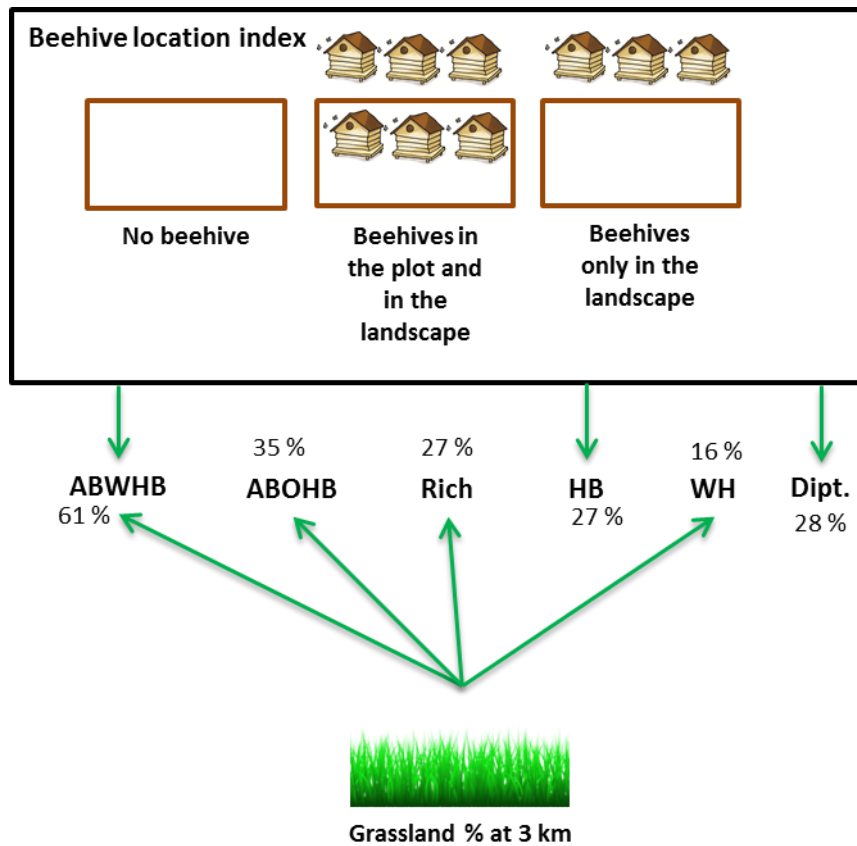 Beehive location index
No beehive
Beehives in
the plot and
in the
landscape
Beehives
only in the
landscape
35 %
27 %
16 %
ABWHB
ABOHB
Rich
HB
WH
Dipt.
61 %
27 %
28 %
Grassland % at 3 km